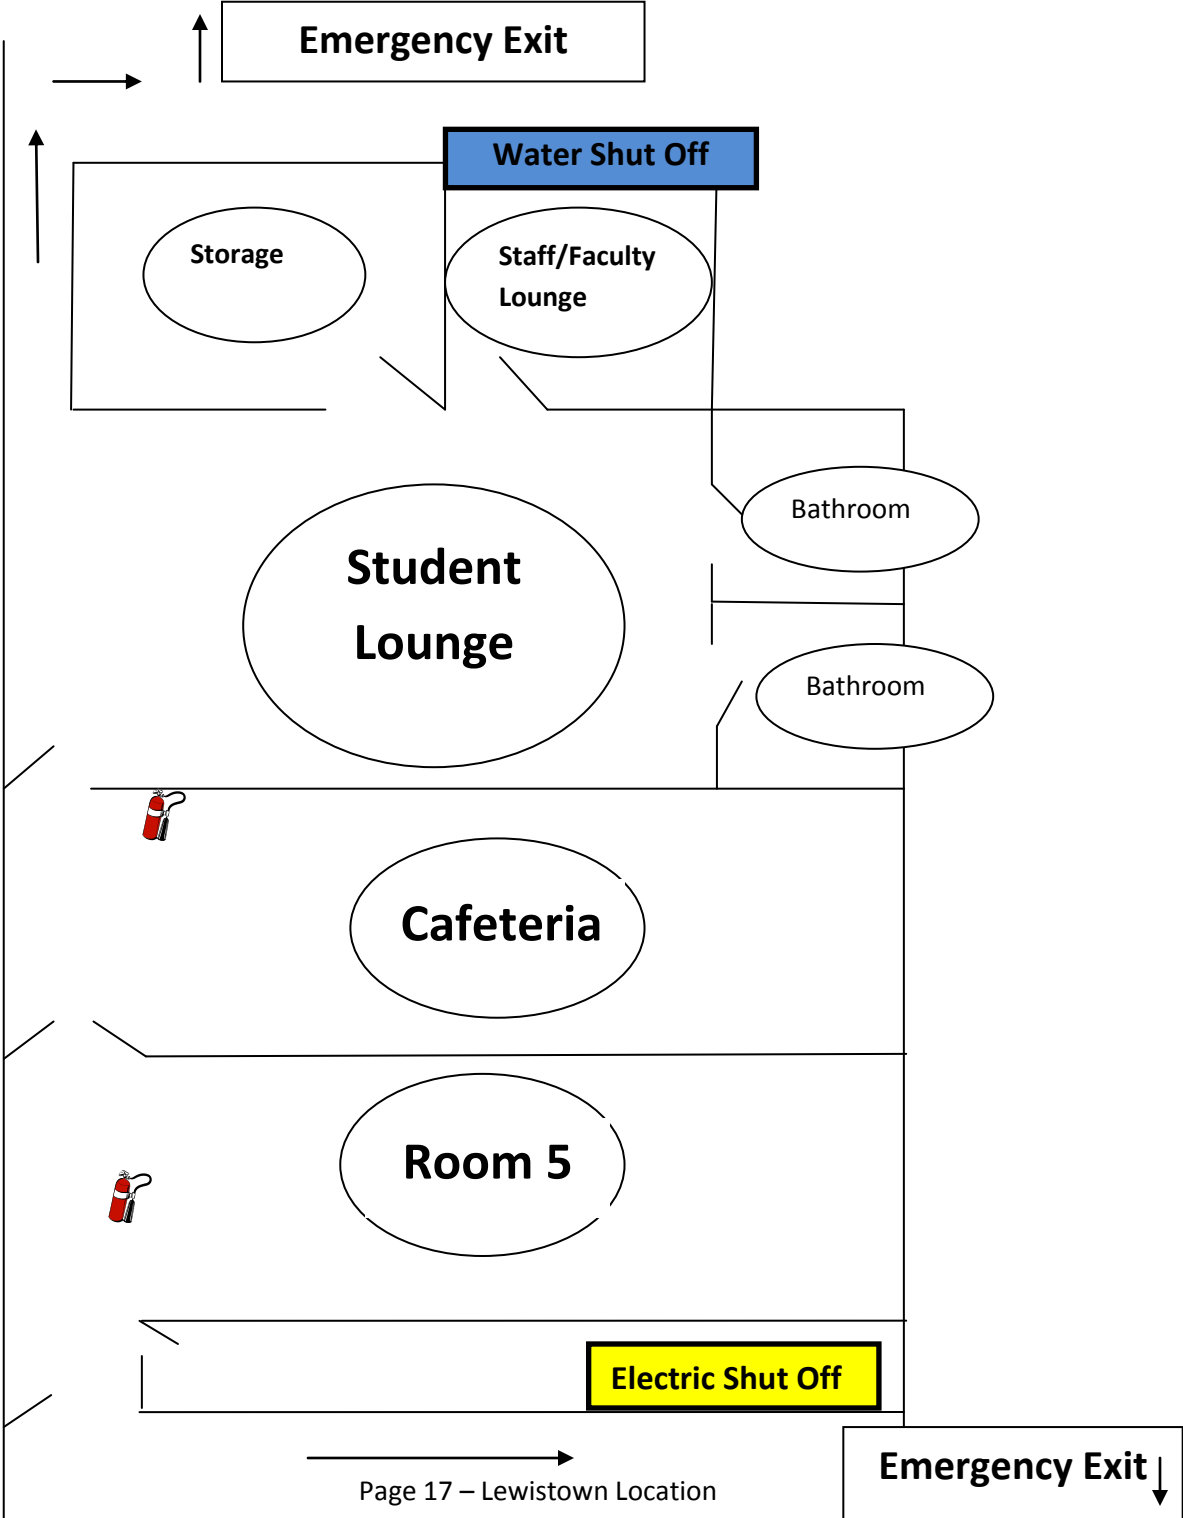 Emergency Exit
Water Shut Off
Storage
Staff/Faculty
Lounge
Bathroom
Student
Lounge
Bathroom
Cafeteria
Room 5
Electric Shut Off
Emergency Exit
Page 17 – Lewistown Location